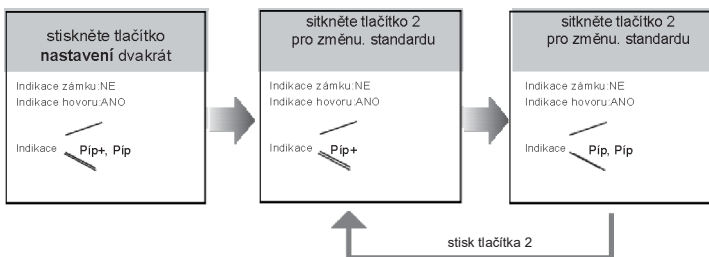 stiskněte tlačítko
nastavení dvakrát
Indikace zámku:NE
Indikace hovoru:ANO
Indikace Píp+, Píp
sitkněte tlačítko 2
pro změnu. standardu
Indikace zámku:NE
Indikace hovoru:ANO
Indikace Píp+
sitkněte tlačítko 2
pro změnu. standardu
Indikace zámku:NE
Indikace hovoru:ANO
Indikace Píp, Píp
stisk tlačítka 2